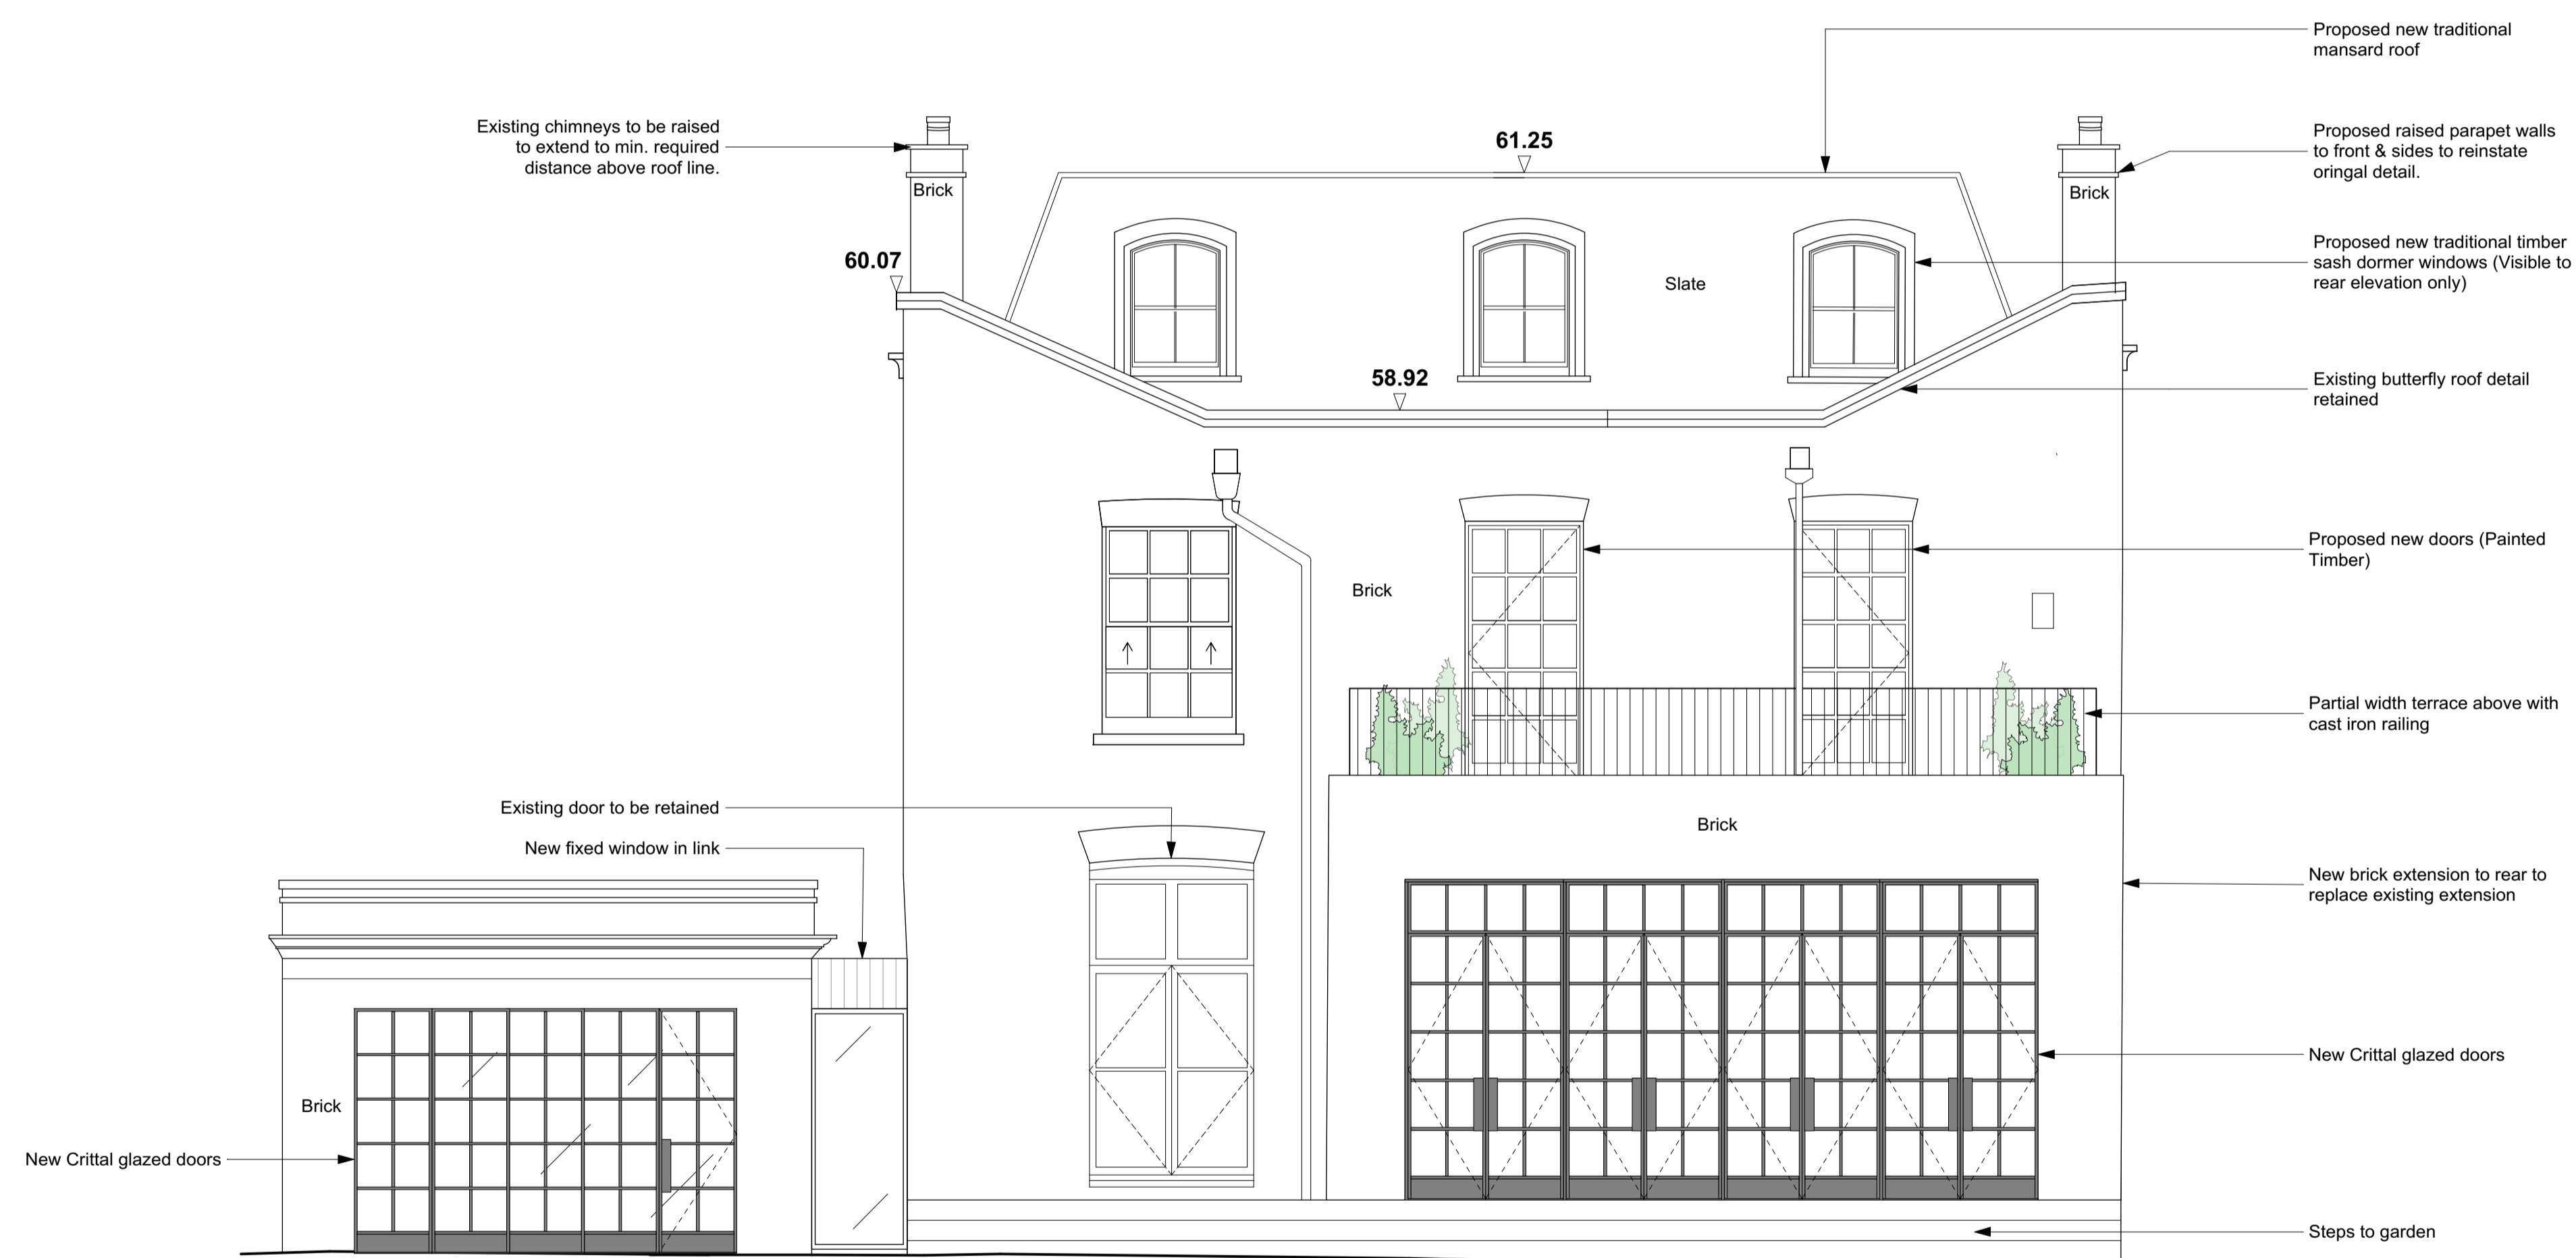 Proposed new traditional
mansard roof
Existing chimneys to be raised
to extend to min. required
distance above roof line.
61.25
Proposed raised parapet walls
to front & sides to reinstate
oringal detail.
Brick
Brick
60.07
Proposed new traditional timber
sash dormer windows (Visible to
rear elevation only)
Slate
58.92
Existing butterfly roof detail
retained
Proposed new doors (Painted
Timber)
Brick
Partial width terrace above with
cast iron railing
Existing door to be retained
Brick
New fixed window in link
New brick extension to rear to
replace existing extension
New Crittal glazed doors
Brick
New Crittal glazed doors
Steps to garden